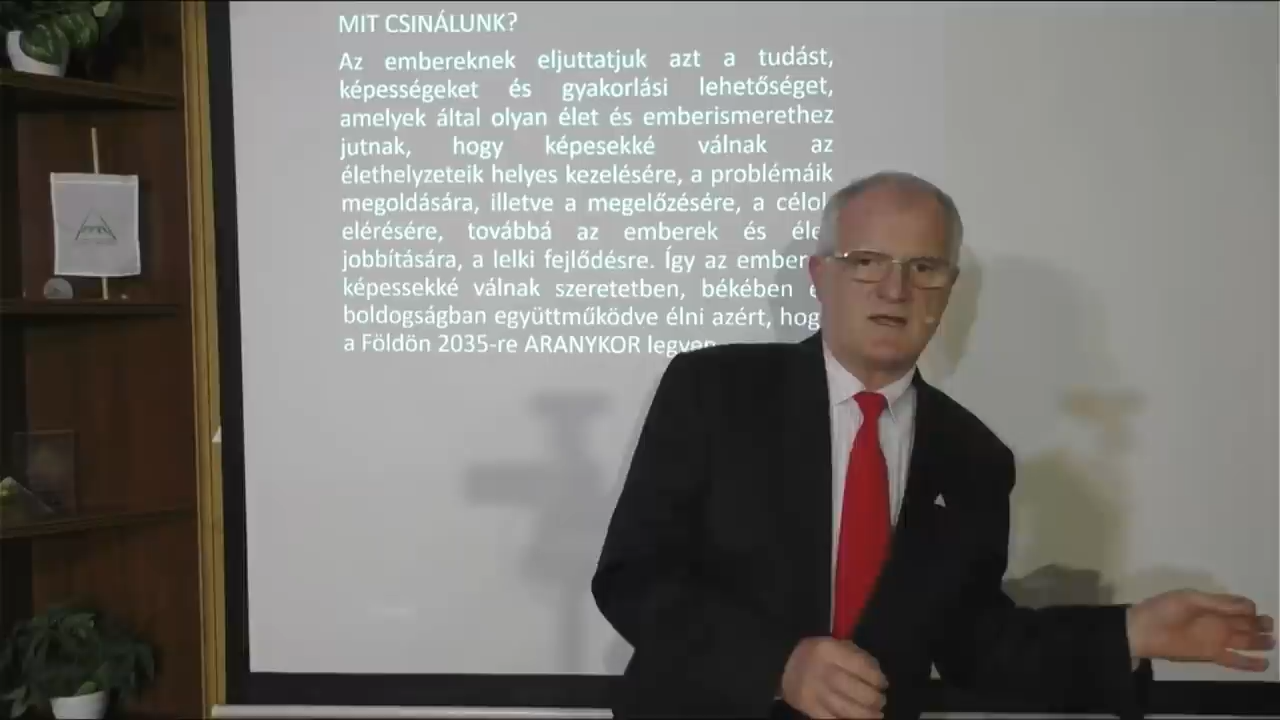 MIT CSINÁLUNK?
Az embereknek eljuttatjuk azt a tudást,
képességeket és gyakorlási lehetőséget,
amelyek által olyan élet és emberismerethez
jutnak, hogy képesekké válnak az
élethelyzeteik helyes kezelésére, a problémáik
megoldására, illetve a megelőzésére, a célok
elérésére, továbbá az emberek és
jobbítására, a lelki fejlődésre. Így az
képessekké válnak szeretetben, békében
boldogságban együttműködve élni azért,
a Földön 2035-re ARANYKOR legyen